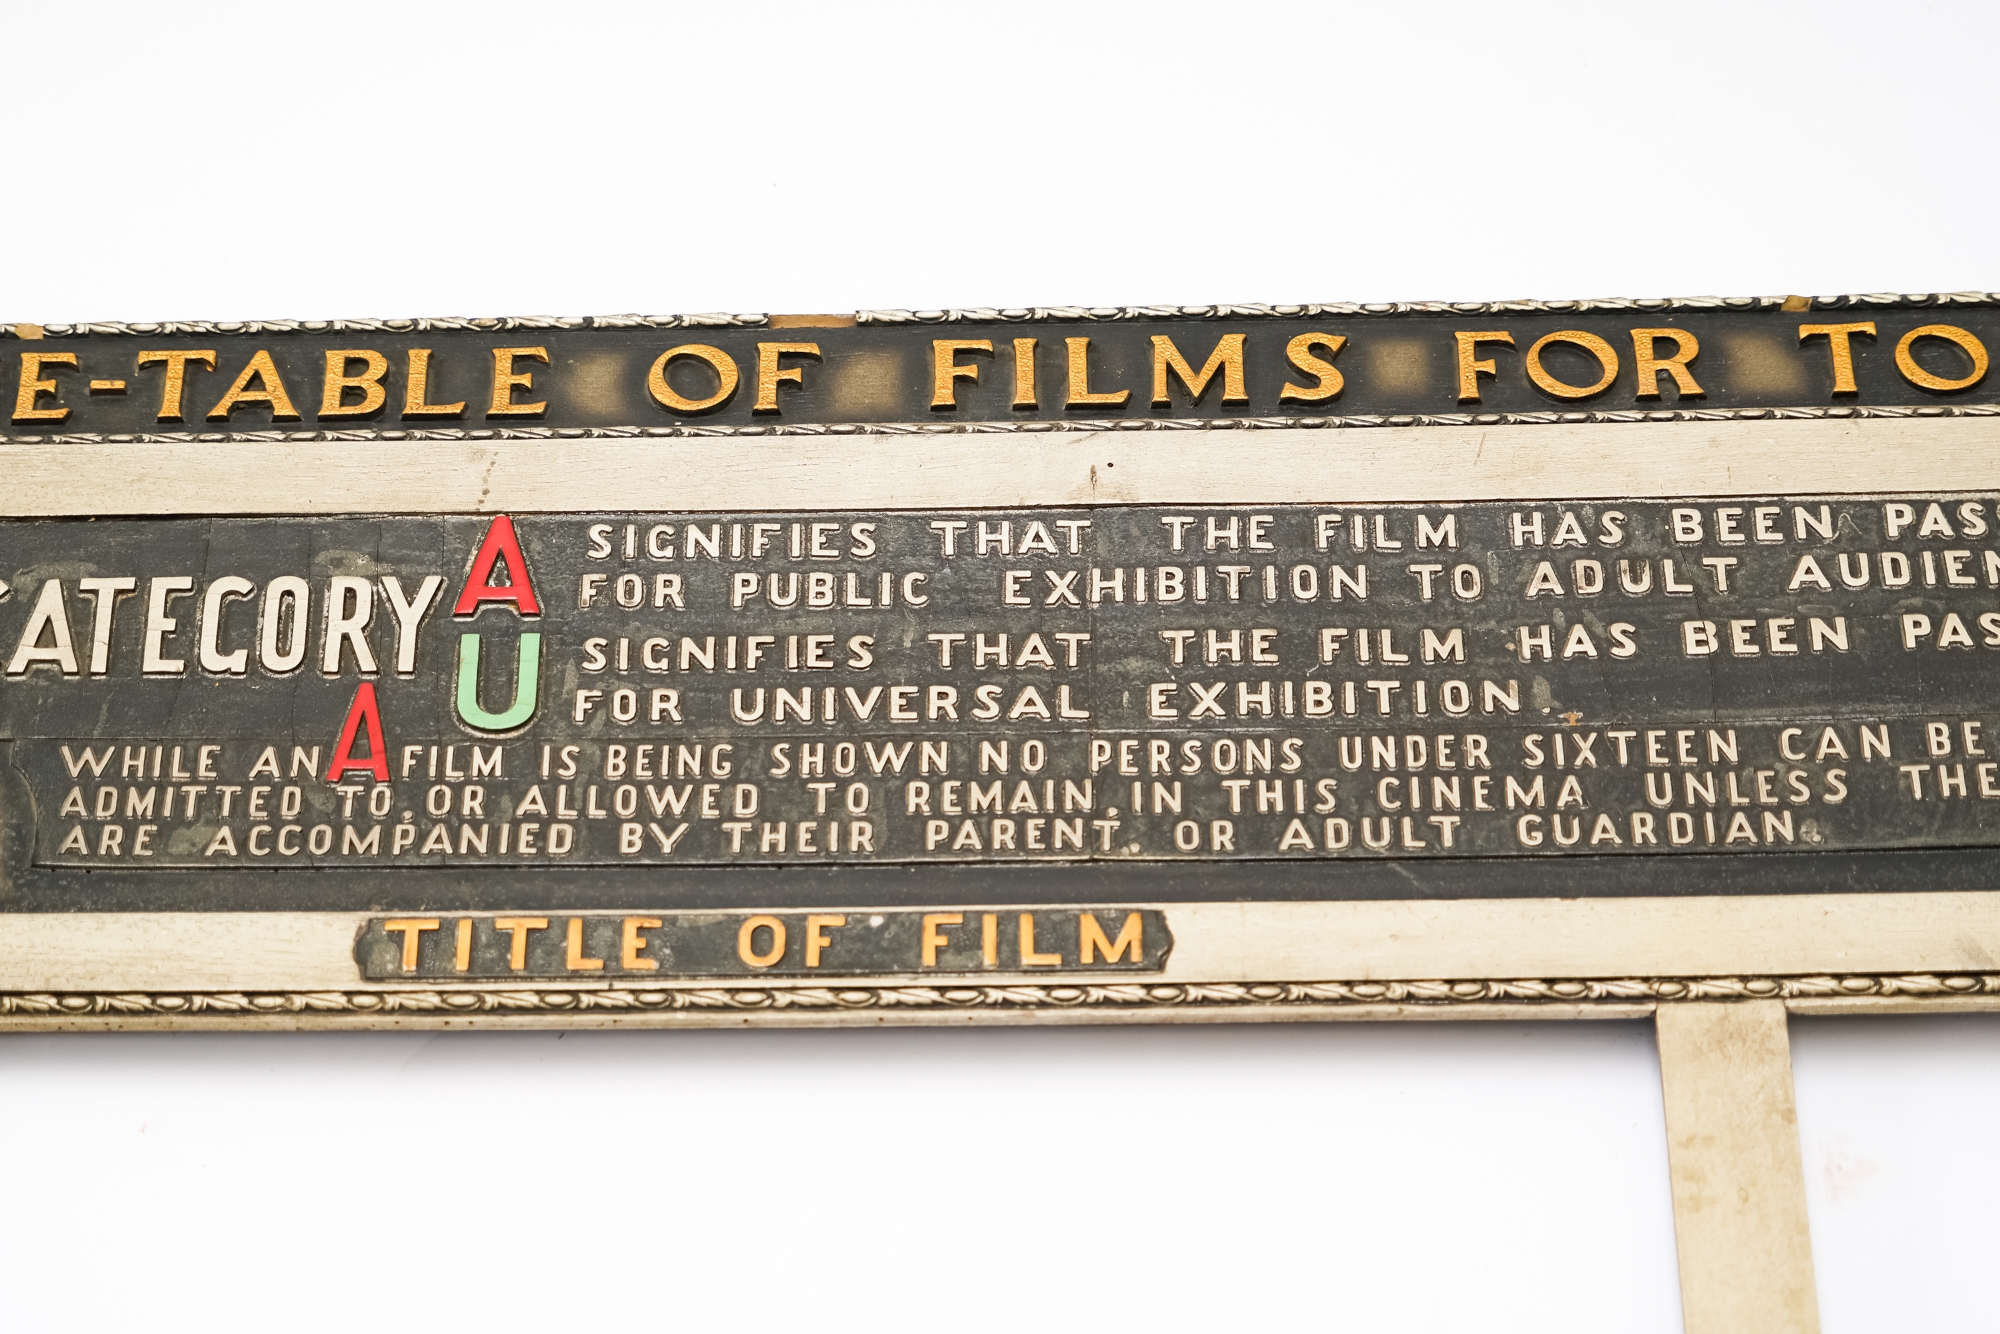 E-TABLE OF FILMS FOR TO
CATEGORY
A SIGNIFIES THAT THE FILM HAS BEEN PAS
FOR PUBLIC EXHIBITION TO ADULT AUDIEN
U SIGNIFIES THAT THE FILM HAS BEEN PAS
FOR UNIVERSAL EXHIBITION.
WHILE AN A FILM IS BEING SHOWN NO PERSONS UNDER SIXTEEN CAN BE
ADMITTED TO, OR ALLOWED TO REMAIN, IN THIS CINEMA UNLESS THE
ARE ACCOMPANIED BY THEIR PARENT. OR ADULT GUARDIAN.
TITLE OF FILM